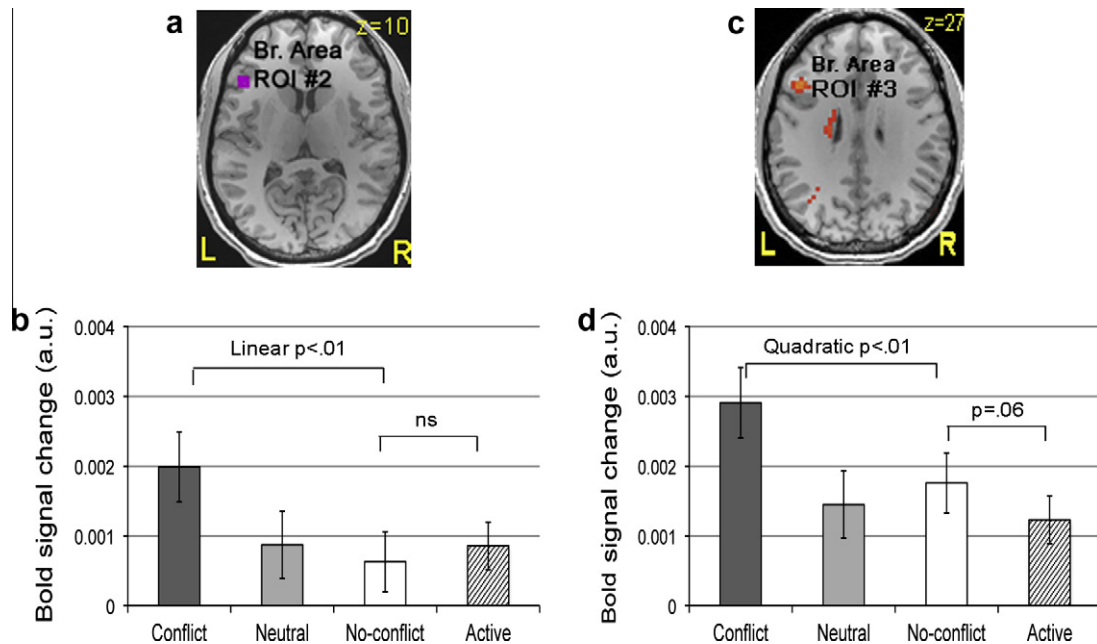 a
z=10
Br. Area
ROI #2
L
R
c
z=27
Br. Area
ROI #3
L
R
b
Bold signal change (a.u.)
0.004
0.003
0.002
0.001
0
Linear p<.01
ns
Conflict
Neutral
No-conflict
Active
d
Bold signal change (a.u.)
0.004
0.003
0.002
0.001
0
Quadratic p<.01
p=.06
Conflict
Neutral
No-conflict
Active